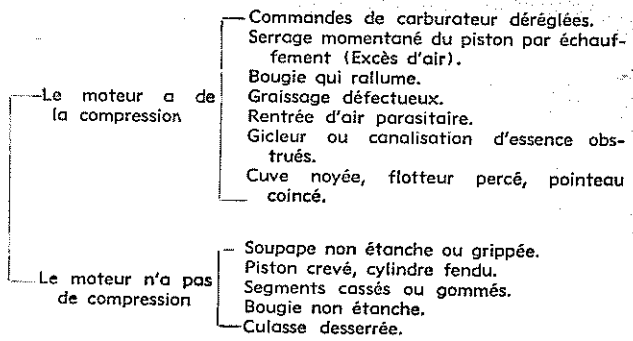 Commandes de carburateur déréglées.
Serrage momentané du piston par échauf-
fement (Excès d'air).
Bougie qui rallume.
Le moteur a de
la compression
Graissage défectueux.
Rentrée d'air parasitaire.
Gicleur ou canalisation d'essence obs-
trués.
Cuve noyée, flotteur percé, pointeau
coincé.
Soupape non étanche ou grippée.
Piston crevé, cylindre fendu.
Le moteur n'a pas
de compression
Segments cassés ou gommés.
Bougie non étanche.
Culasse desserrée.